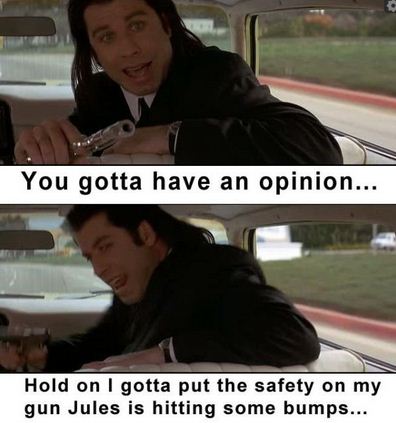 You gotta have an opinion...
Hold on I gotta put the safety on my
gun Jules is hitting some bumps...